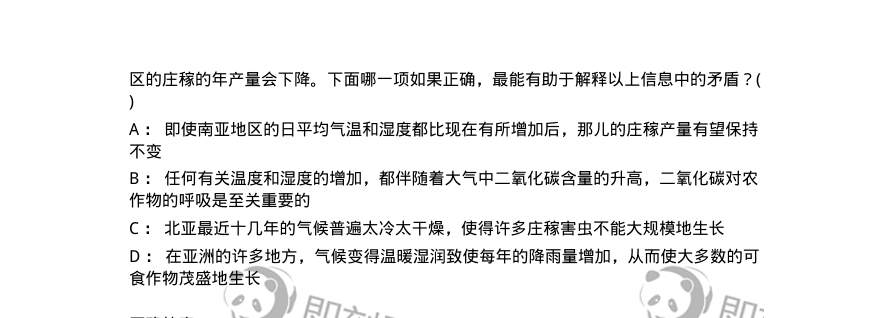 区的庄稼的年产量会下降。下面哪一项如果正确，最能有助于解释以上信息中的矛盾？(
)
A： 即使南亚地区的日平均气温和湿度都比现在有所增加后，那儿的庄稼产量有望保持
不变
B： 任何有关温度和湿度的增加，都伴随着大气中二氧化碳含量的升高，二氧化碳对农
作物的呼吸是至关重要的
C： 北亚最近十几年的气候普遍太冷太干燥，使得许多庄稼害虫不能大规模地生长
D： 在亚洲的许多地方，气候变得温暖湿润致使每年的降雨量增加，从而使大多数的可
食作物茂盛地生长